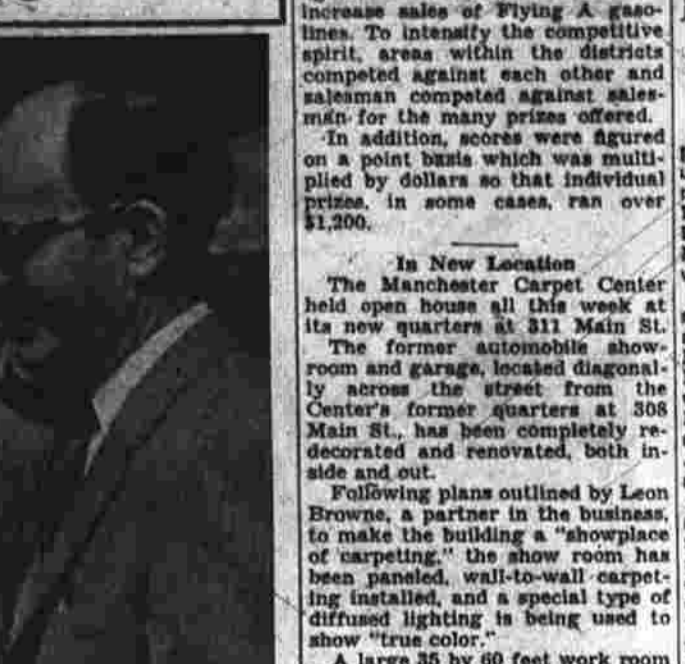 increase sales of Flying A gaso-
lines. To intensify the competitive
spirit, areas within the districts
competed against each other and
salesman competed against sales-
man for the many prizes offered.
In addition, scores were figured
on a point basis which was multi-
plied by dollars so that individual
prizes, in some cases, ran over
$1,200.
In New Location
The Manchester Carpet Center
held open house all this week at
its new quarters at 311 Main St.
The former automobile show-
room and garage, located diagonal-
ly across the street from the
Center's former quarters at 308
Main St., has been completely re-
decorated and renovated, both in-
side and out.
Following plans outlined by Leon
Browne, a partner in the business,
to make the building a "showplace
of carpeting," the show room has
been paneled, wall-to-wall carpet-
ing installed, and a special type of
diffused lighting is being used to
show "true color."
A large 35 by 60 feet work room